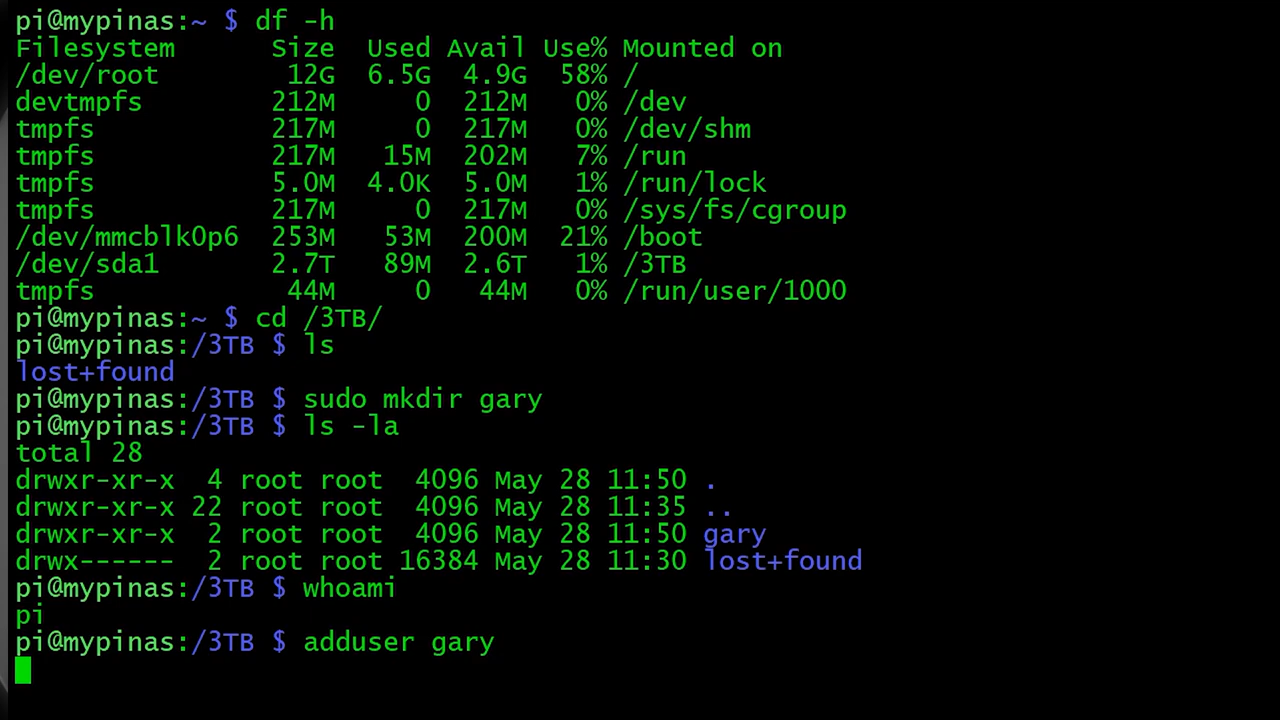 pi@mypinas:~ $ df -h
Filesystem      Size  Used Avail Use% Mounted on
/dev/root        12G  6.5G  4.9G  58% /
devtmpfs        212M     0  212M   0% /dev
tmpfs           217M     0  217M   0% /dev/shm
tmpfs           217M   15M  202M   7% /run
tmpfs           5.0M  4.0K  5.0M   1% /run/lock
tmpfs           217M     0  217M   0% /sys/fs/cgroup
/dev/mmcblk0p6  253M   53M  200M  21% /boot
/dev/sda1       2.7T   89M  2.6T   1% /3TB
tmpfs            44M     0   44M   0% /run/user/1000
pi@mypinas:~ $ cd /3TB/
pi@mypinas:/3TB $ ls
lost+found
pi@mypinas:/3TB $ sudo mkdir gary
pi@mypinas:/3TB $ ls -la
total 28
drwxr-xr-x  4 root root  4096 May 28 11:50 .
drwxr-xr-x 22 root root  4096 May 28 11:35 ..
drwxr-xr-x  2 root root  4096 May 28 11:50 gary
drwx------  2 root root 16384 May 28 11:30 lost+found
pi@mypinas:/3TB $ whoami
pi
pi@mypinas:/3TB $ adduser gary